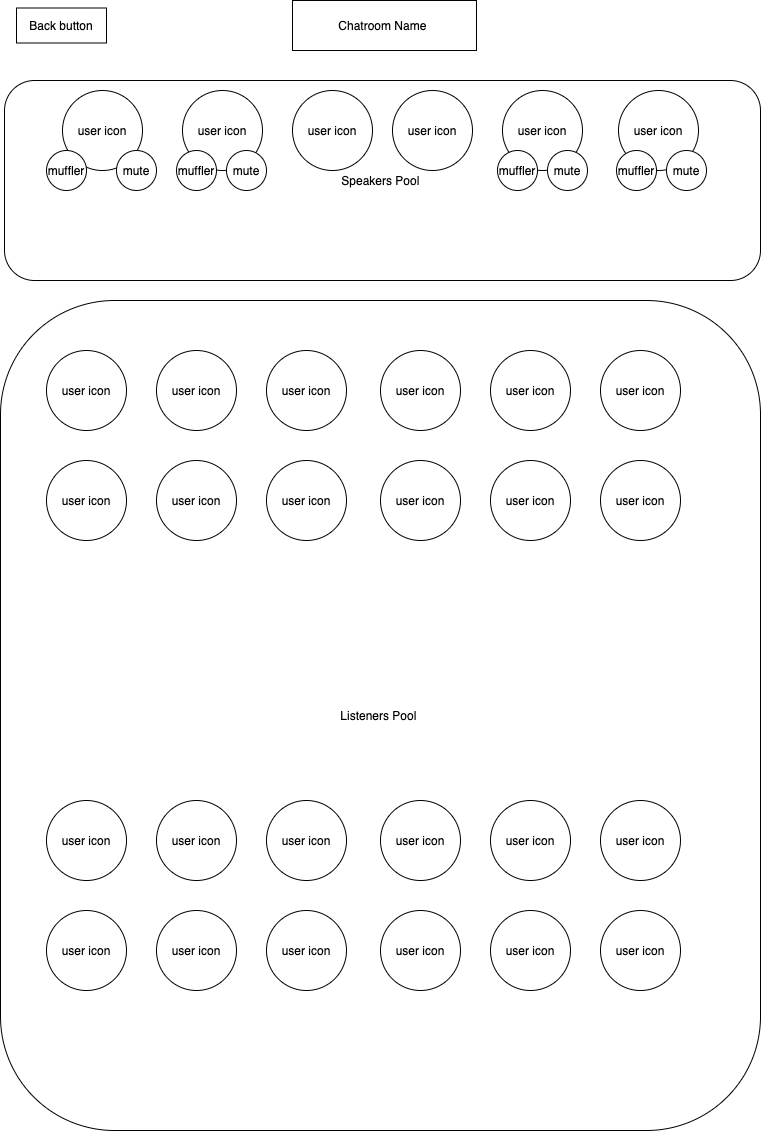 Back button
Chatroom Name
user icon user icon user icon user icon user icon user icon
muffler mute muffler mute muffler mute muffler mute
Speakers Pool
user icon user icon user icon user icon user icon user icon
user icon user icon user icon user icon user icon user icon
Listeners Pool
user icon user icon user icon user icon user icon user icon
user icon user icon user icon user icon user icon user icon